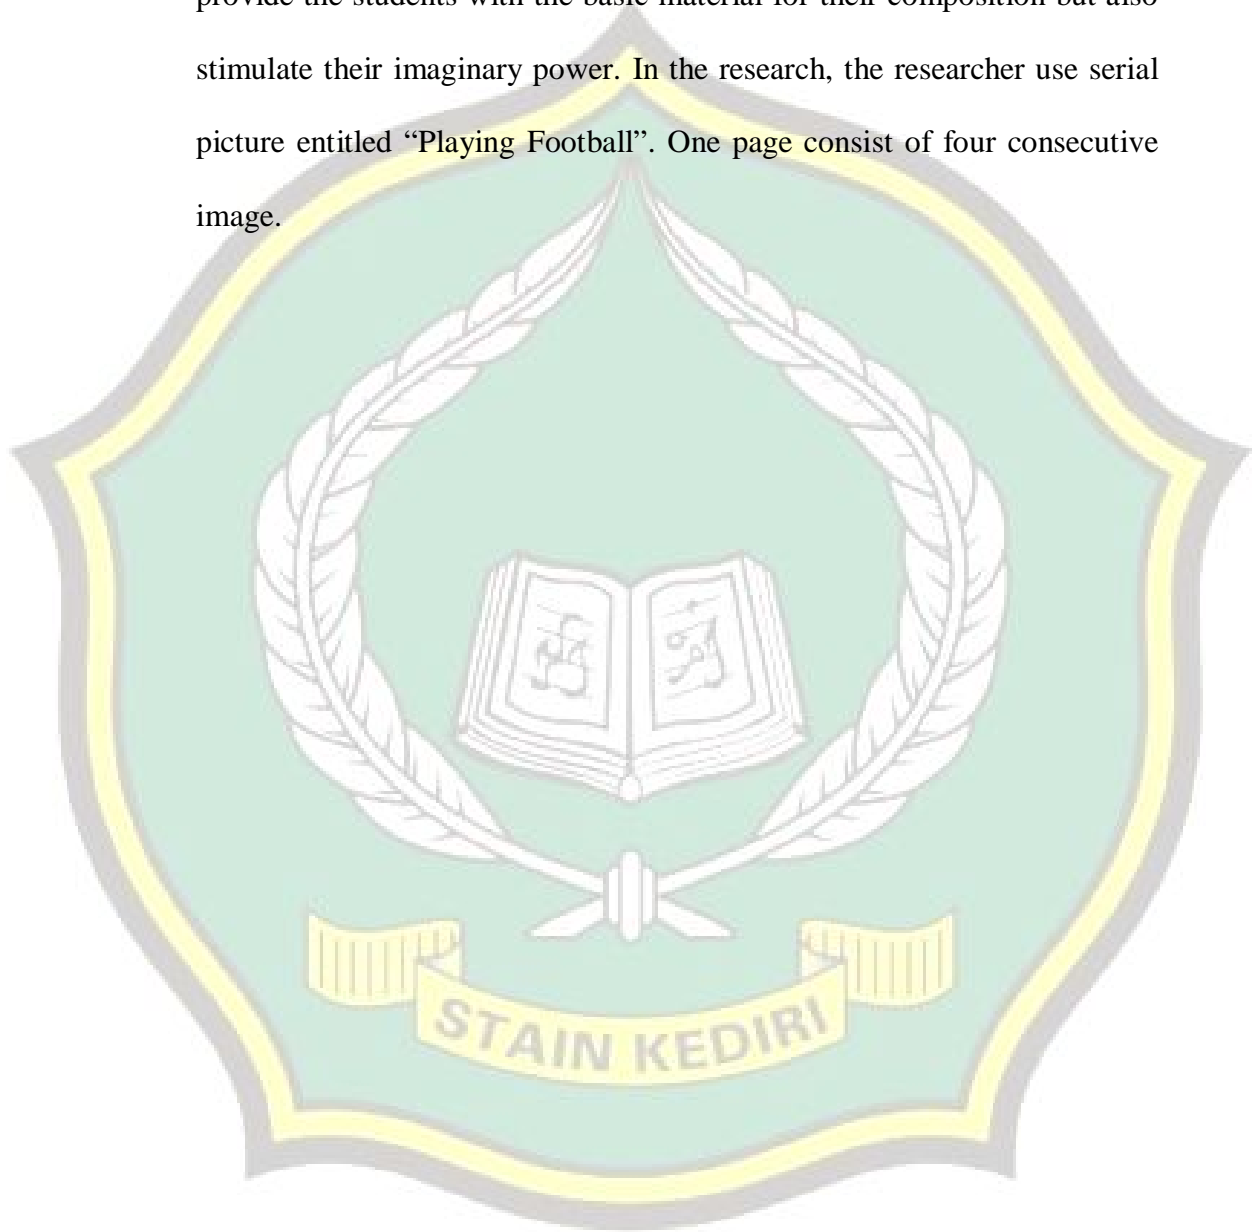 provide the students with the basic material for their composition but also
stimulate their imaginary power. In the research, the researcher use serial
picture entitled “Playing Football”. One page consist of four consecutive
image.
STAIN KEDIRI